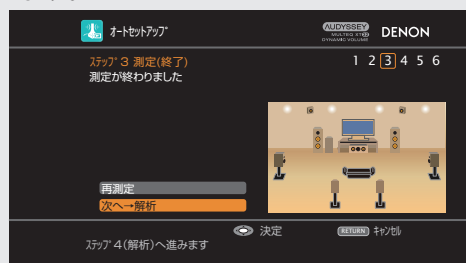 オートセットアップ
AUDYSSEY
MULTEQ XT32
DYNAMIC VOLUME
DENON
ステップ 3 測定(終了)
1 2 3 4 5 6
測定が終わりました
再測定
次へ→解析
決定
RETURN キャンセル
ステップ 4(解析)へ進みます